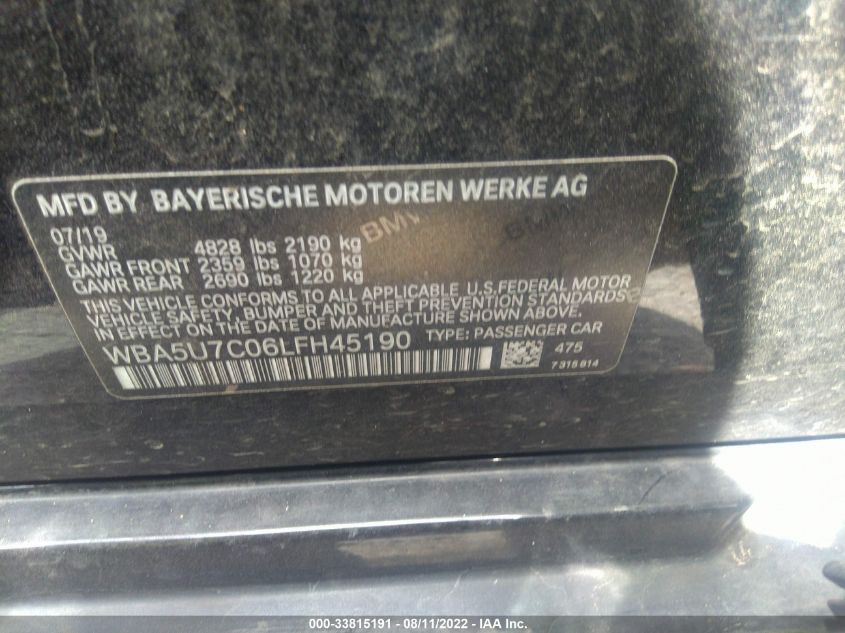 MFD BY BAYERISCHE MOTOREN WERKE AG
07/19
GVWR 4828 lbs 2190 kg
GAWR FRONT 2359 lbs 1070 kg
GAWR REAR 2690 lbs 1220 kg
THIS VEHICLE CONFORMS TO ALL APPLICABLE U.S.FEDERAL MOTOR
VEHICLE SAFETY, BUMPER AND THEFT PREVENTION STANDARDS
IN EFFECT ON THE DATE OF MANUFACTURE SHOWN ABOVE.
WBA5U7C06LFH45190 TYPE: PASSENGER CAR
475
7316814
BMW
BMW
000-33815191 - 08/11/2022 - IAA Inc.